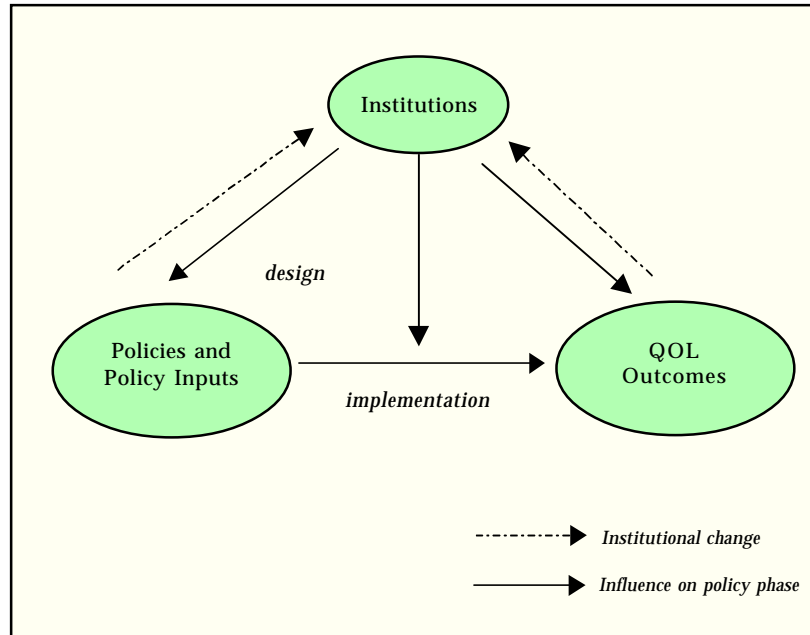 Institutions
design
Policies and
Policy Inputs
QOL
Outcomes
implementation
Institutional change
Influence on policy phase